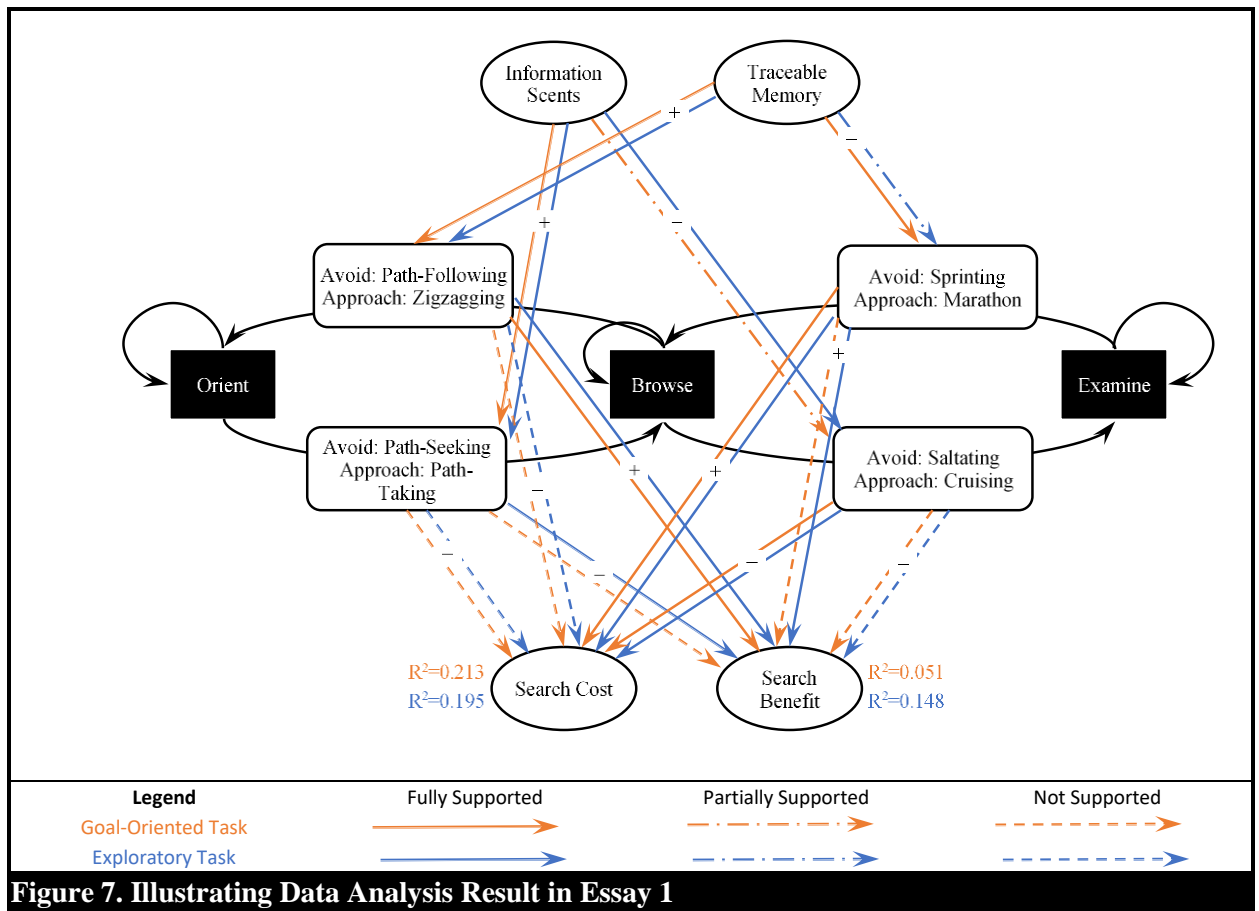 Information
Scents
Traceable
Memory
+
−
+
−
Avoid: Path-Following
Approach: Zigzagging
Avoid: Sprinting
Approach: Marathon
+
Orient
Browse
Examine
Avoid: Path-Seeking
Approach: Path-
Taking
Avoid: Saltating
Approach: Cruising
+
+
−
−
−
−
−
R²=0.213
R²=0.195
Search Cost
Search
Benefit
R²=0.051
R²=0.148
Legend
Fully Supported
Partially Supported
Not Supported
Goal-Oriented Task
Exploratory Task
Figure 7. Illustrating Data Analysis Result in Essay 1